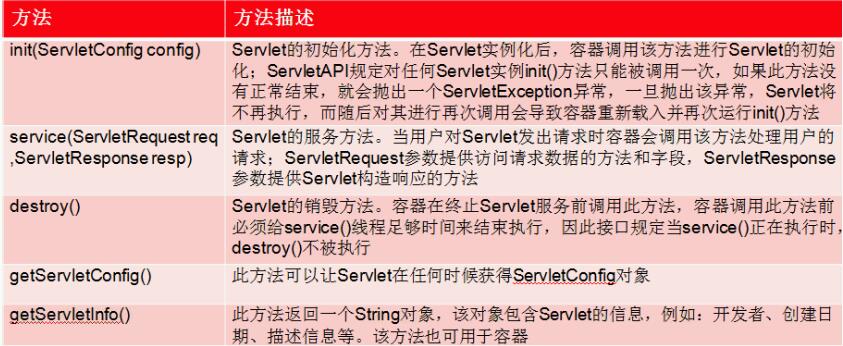 方法 方法描述
init(ServletConfig config) Servlet的初始化方法。在Servlet实例化后，容器调用该方法进行Servlet的初始
化；ServletAPI规定对任何Servlet实例init()方法只能被调用一次，如果此方法没
有正常结束，就会抛出一个ServletException异常，一旦抛出该异常，Servlet将
不再执行，而随后对其进行再次调用会导致容器重新载入并再次运行init()方法
service(ServletRequest req Servlet的服务方法。当用户对Servlet发出请求时容器会调用该方法处理用户的
,ServletResponse resp) 请求；ServletRequest参数提供访问请求数据的方法和字段，ServletResponse
参数提供Servlet构造响应的方法
destroy() Servlet的销毁方法。容器在终止Servlet服务前调用此方法，容器调用此方法前
必须给service()线程足够时间来结束执行，因此接口规定当service()正在执行时，
destroy()不被执行
getServletConfig() 此方法可以让Servlet在任何时候获得ServletConfig对象
getServletInfo() 此方法返回一个String对象，该对象包含Servlet的信息，例如：开发者、创建日
期、描述信息等。该方法也可用于容器